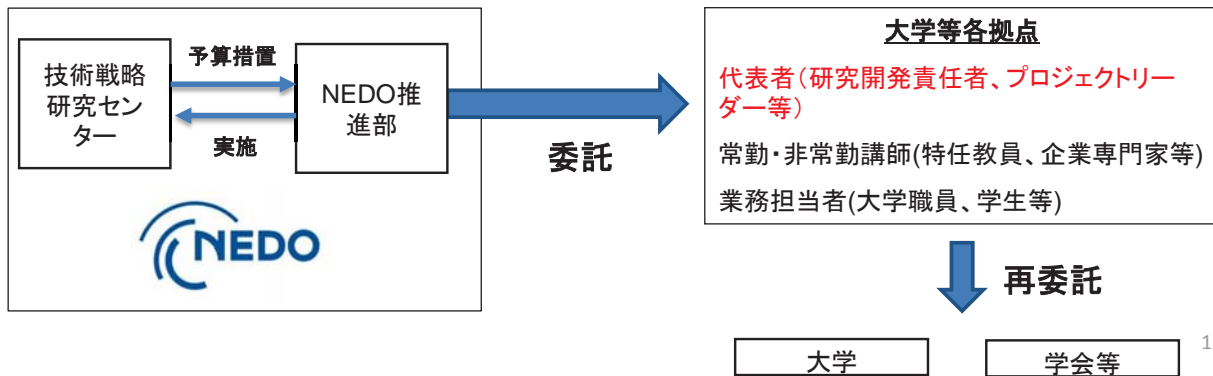 技術戦略
研究セン
ター
予算措置
実施
NEDO推
進部
NEDO
委託
大学等各拠点
代表者(研究開発責任者、プロジェクトリー
ダー等)
常勤・非常勤講師(特任教員、企業専門家等)
業務担当者(大学職員、学生等)
再委託
大学
学会等
1